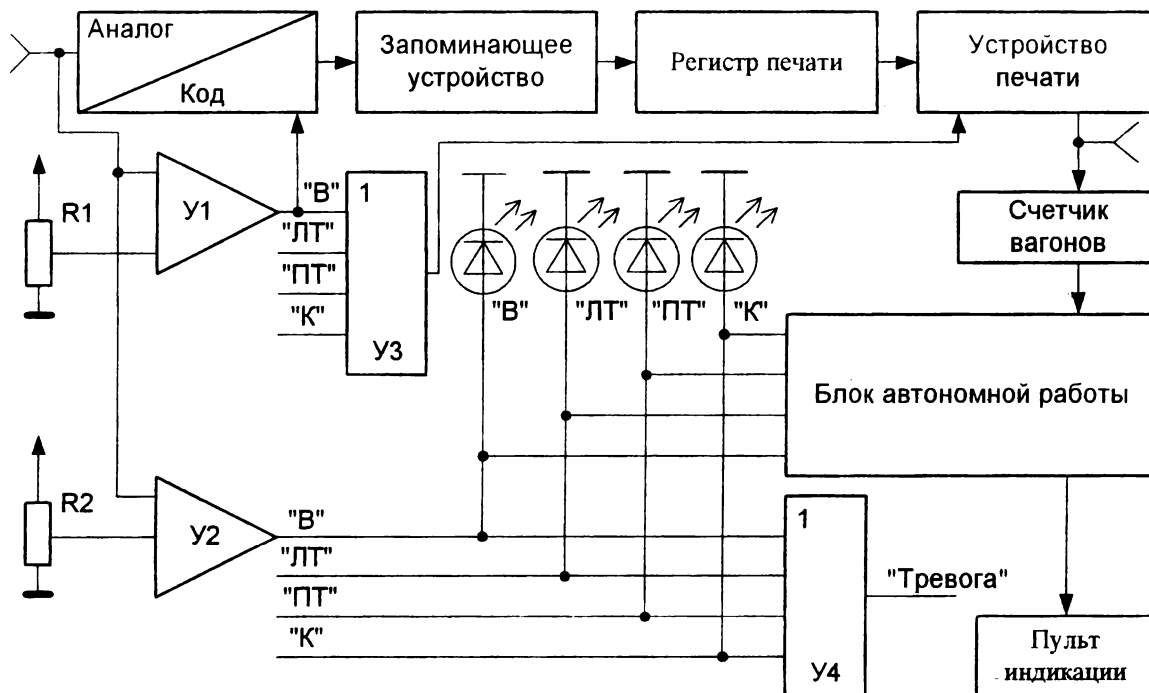 Аналог
Код
Запоминающее
устройство
Регистр печати
Устройство
печати
R1
У1
"В"
"ЛТ"
"ПТ"
"К"
1
У3
"В"
"ЛТ"
"ПТ"
"К"
Счетчик
вагонов
Блок автономной работы
R2
У2
"В"
"ЛТ"
"ПТ"
"К"
1
У4
"Тревога"
Пульт
индикации